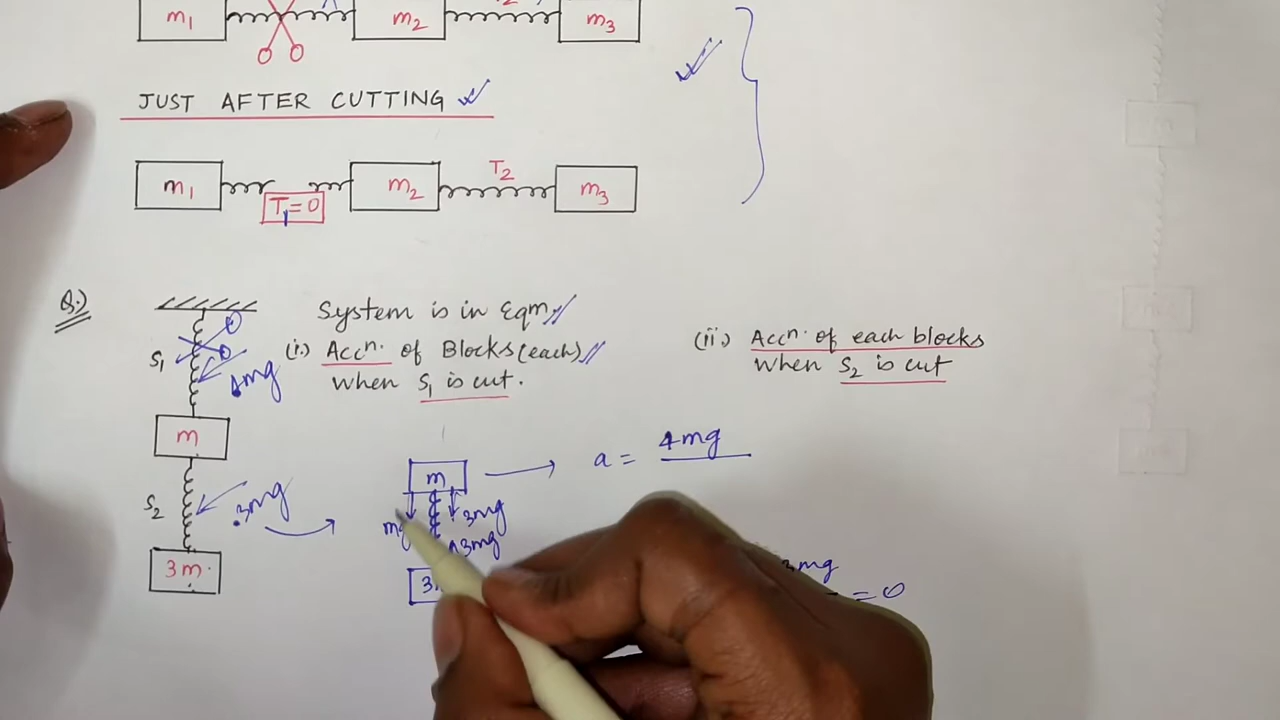 m₁ m₂ m₃
JUST AFTER CUTTING
m₁ m₂ T₂ m₃
T₁=0
Q.)
System is in Eqm
(i.) Accⁿ. of Blocks (each)
when S₁ is cut.
(ii.) Accⁿ. of each blocks
when S₂ is cut
S₁
4mg
m
S₂
3mg
3m
m
a = 4mg
3mg
3mg
3mg
= 0